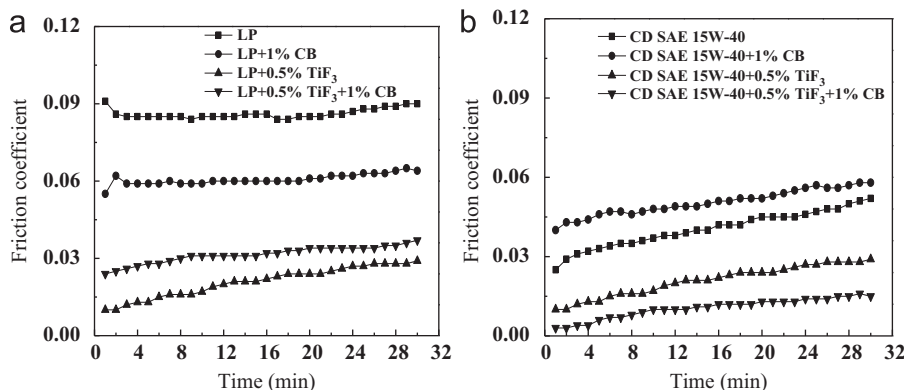 a
0.12
0.09
0.06
0.03
0.00
Friction coefficient
LP
LP+1% CB
LP+0.5% TiF₃
LP+0.5% TiF₃+1% CB
0 4 8 12 16 20 24 28 32
Time (min)
b
0.12
0.09
0.06
0.03
0.00
Friction coefficient
CD SAE 15W-40
CD SAE 15W-40+1% CB
CD SAE 15W-40+0.5% TiF₃
CD SAE 15W-40+0.5% TiF₃+1% CB
0 4 8 12 16 20 24 28 32
Time (min)